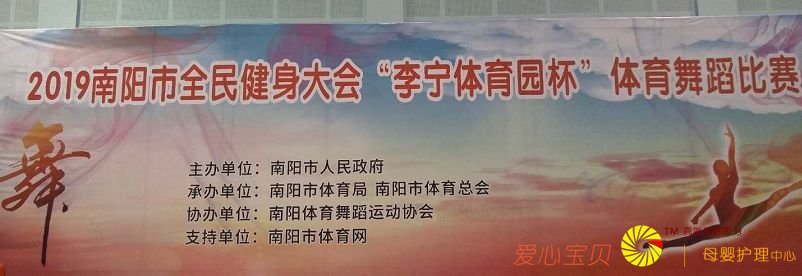 2019南阳市全民健身大会“李宁体育园杯”体育舞蹈比赛
舞
主办单位：南阳市人民政府
承办单位：南阳市体育局 南阳市体育总会
协办单位：南阳体育舞蹈运动协会
支持单位：南阳市体育网
爱心宝贝
TM
母婴护理中心